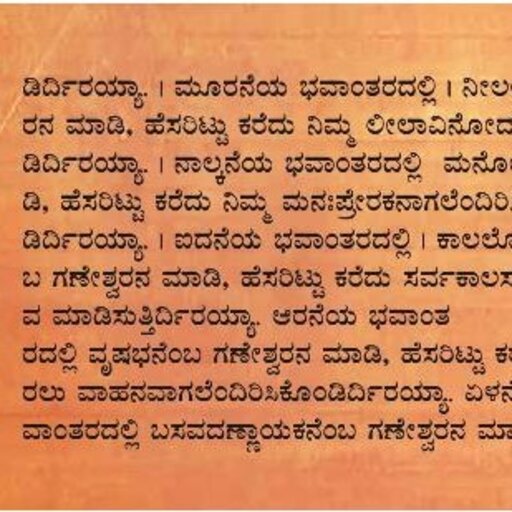 ಡಿರ್ದಿರಯ್ಯಾ. । ಮೂರನೆಯ ಭವಾಂತರದಲ್ಲಿ । ನೀಲ
ರನ ಮಾಡಿ, ಹೆಸರಿಟ್ಟು ಕರೆದು ನಿಮ್ಮ ಲೀಲಾವಿನೋದ
ಡಿರ್ದಿರಯ್ಯಾ. । ನಾಲ್ಕನೆಯ ಭವಾಂತರದಲ್ಲಿ ಮನೋ
ಡಿ, ಹೆಸರಿಟ್ಟು ಕರೆದು ನಿಮ್ಮ ಮನಃಪ್ರೇರಕನಾಗಲೆಂದಿರಿ
ಡಿರ್ದಿರಯ್ಯಾ. । ಐದನೆಯ ಭವಾಂತರದಲ್ಲಿ । ಕಾಲಲೋ
ಬ ಗಣೇಶ್ವರನ ಮಾಡಿ, ಹೆಸರಿಟ್ಟು ಕರೆದು ಸರ್ವಕಾಲಸ
ವ ಮಾಡಿಸುತ್ತಿರ್ದಿರಯ್ಯಾ. ಆರನೆಯ ಭವಾಂತ
ರದಲ್ಲಿ ವೃಷಭನೆಂಬ ಗಣೇಶ್ವರನ ಮಾಡಿ, ಹೆಸರಿಟ್ಟು ಕ
ರಲು ವಾಹನವಾಗಲೆಂದಿರಿಸಿಕೊಂಡಿರ್ದಿರಯ್ಯಾ. ಏಳನೆ
ವಾಂತರದಲ್ಲಿ ಬಸವದಣ್ಣಾಯಕನೆಂಬ ಗಣೇಶ್ವರನ ಮಾ